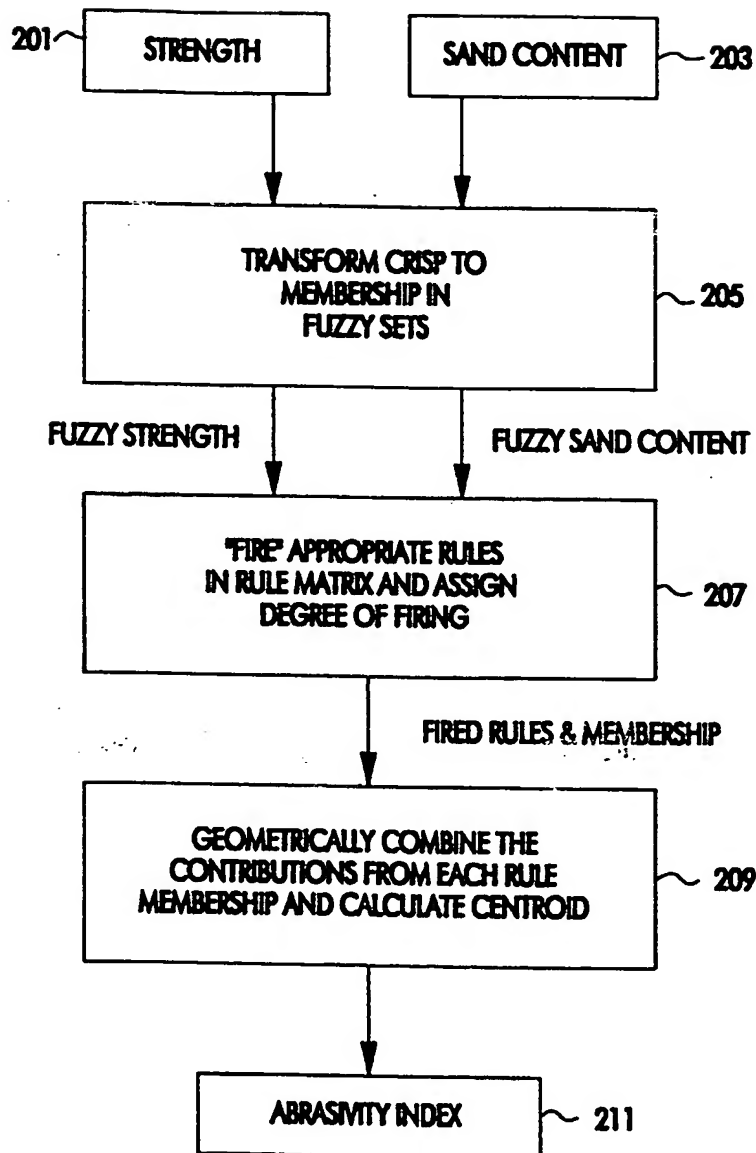 201
STRENGTH
SAND CONTENT
203
TRANSFORM CRISP TO
MEMBERSHIP IN
FUZZY SETS
205
FUZZY STRENGTH
FUZZY SAND CONTENT
"FIRE" APPROPRIATE RULES
IN RULE MATRIX AND ASSIGN
DEGREE OF FIRING
207
FIRED RULES & MEMBERSHIP
GEOMETRICALLY COMBINE THE
CONTRIBUTIONS FROM EACH RULE
MEMBERSHIP AND CALCULATE CENTROID
209
ABRASIVITY INDEX
211